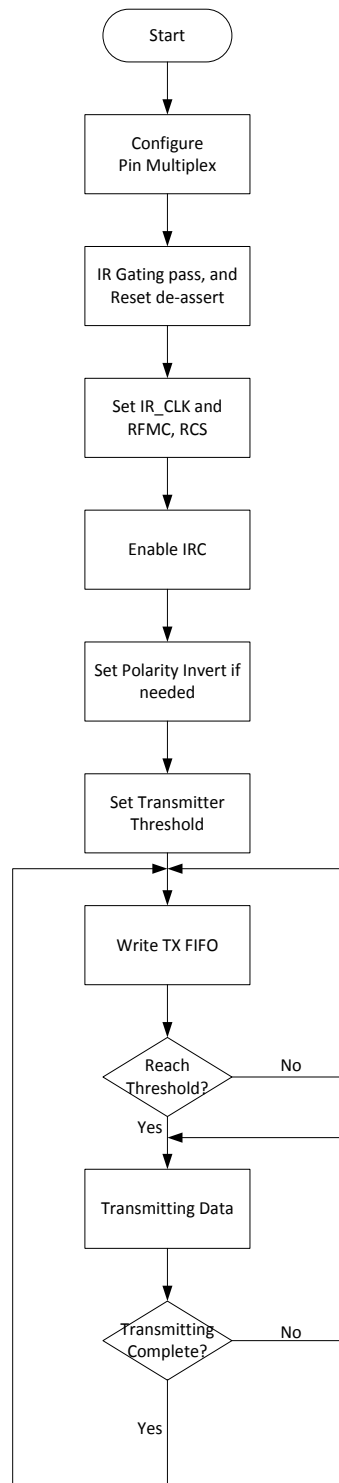 Start
Configure
Pin Multiplex
IR Gating pass, and
Reset de-assert
Set IR_CLK and
RFMC, RCS
Enable IRC
Set Polarity Invert if
needed
Set Transmitter
Threshold
Write TX FIFO
Reach
Threshold?
No
Yes
Transmitting Data
Transmitting
Complete?
No
Yes